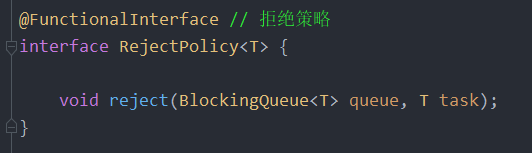 @FunctionalInterface // 拒绝策略
interface RejectPolicy<T> {
void reject(BlockingQueue<T> queue, T task);
}